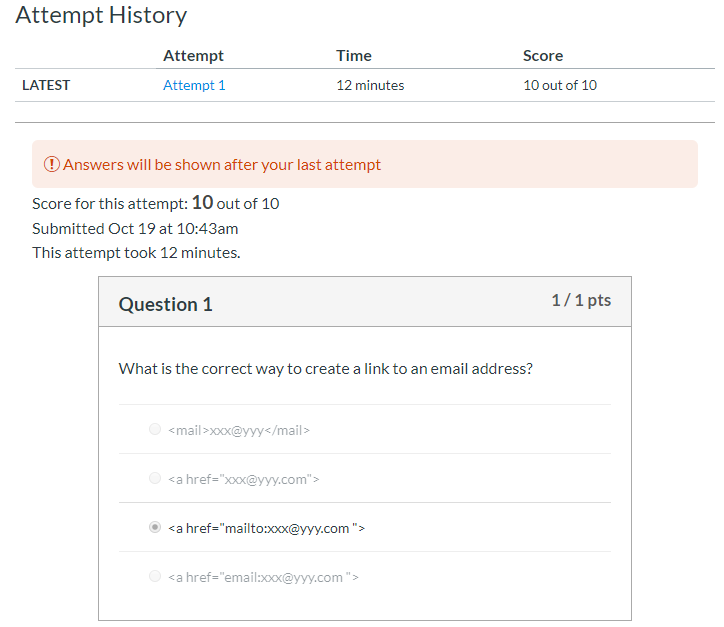 Attempt History
Attempt Time Score
LATEST Attempt 1 12 minutes 10 out of 10
Answers will be shown after your last attempt
Score for this attempt: 10 out of 10
Submitted Oct 19 at 10:43am
This attempt took 12 minutes.
Question 1 1 / 1 pts
What is the correct way to create a link to an email address?
<mail>xxx@yyy</mail>
<a href="xxx@yyy.com">
<a href="mailto:xxx@yyy.com ">
<a href="email:xxx@yyy.com ">